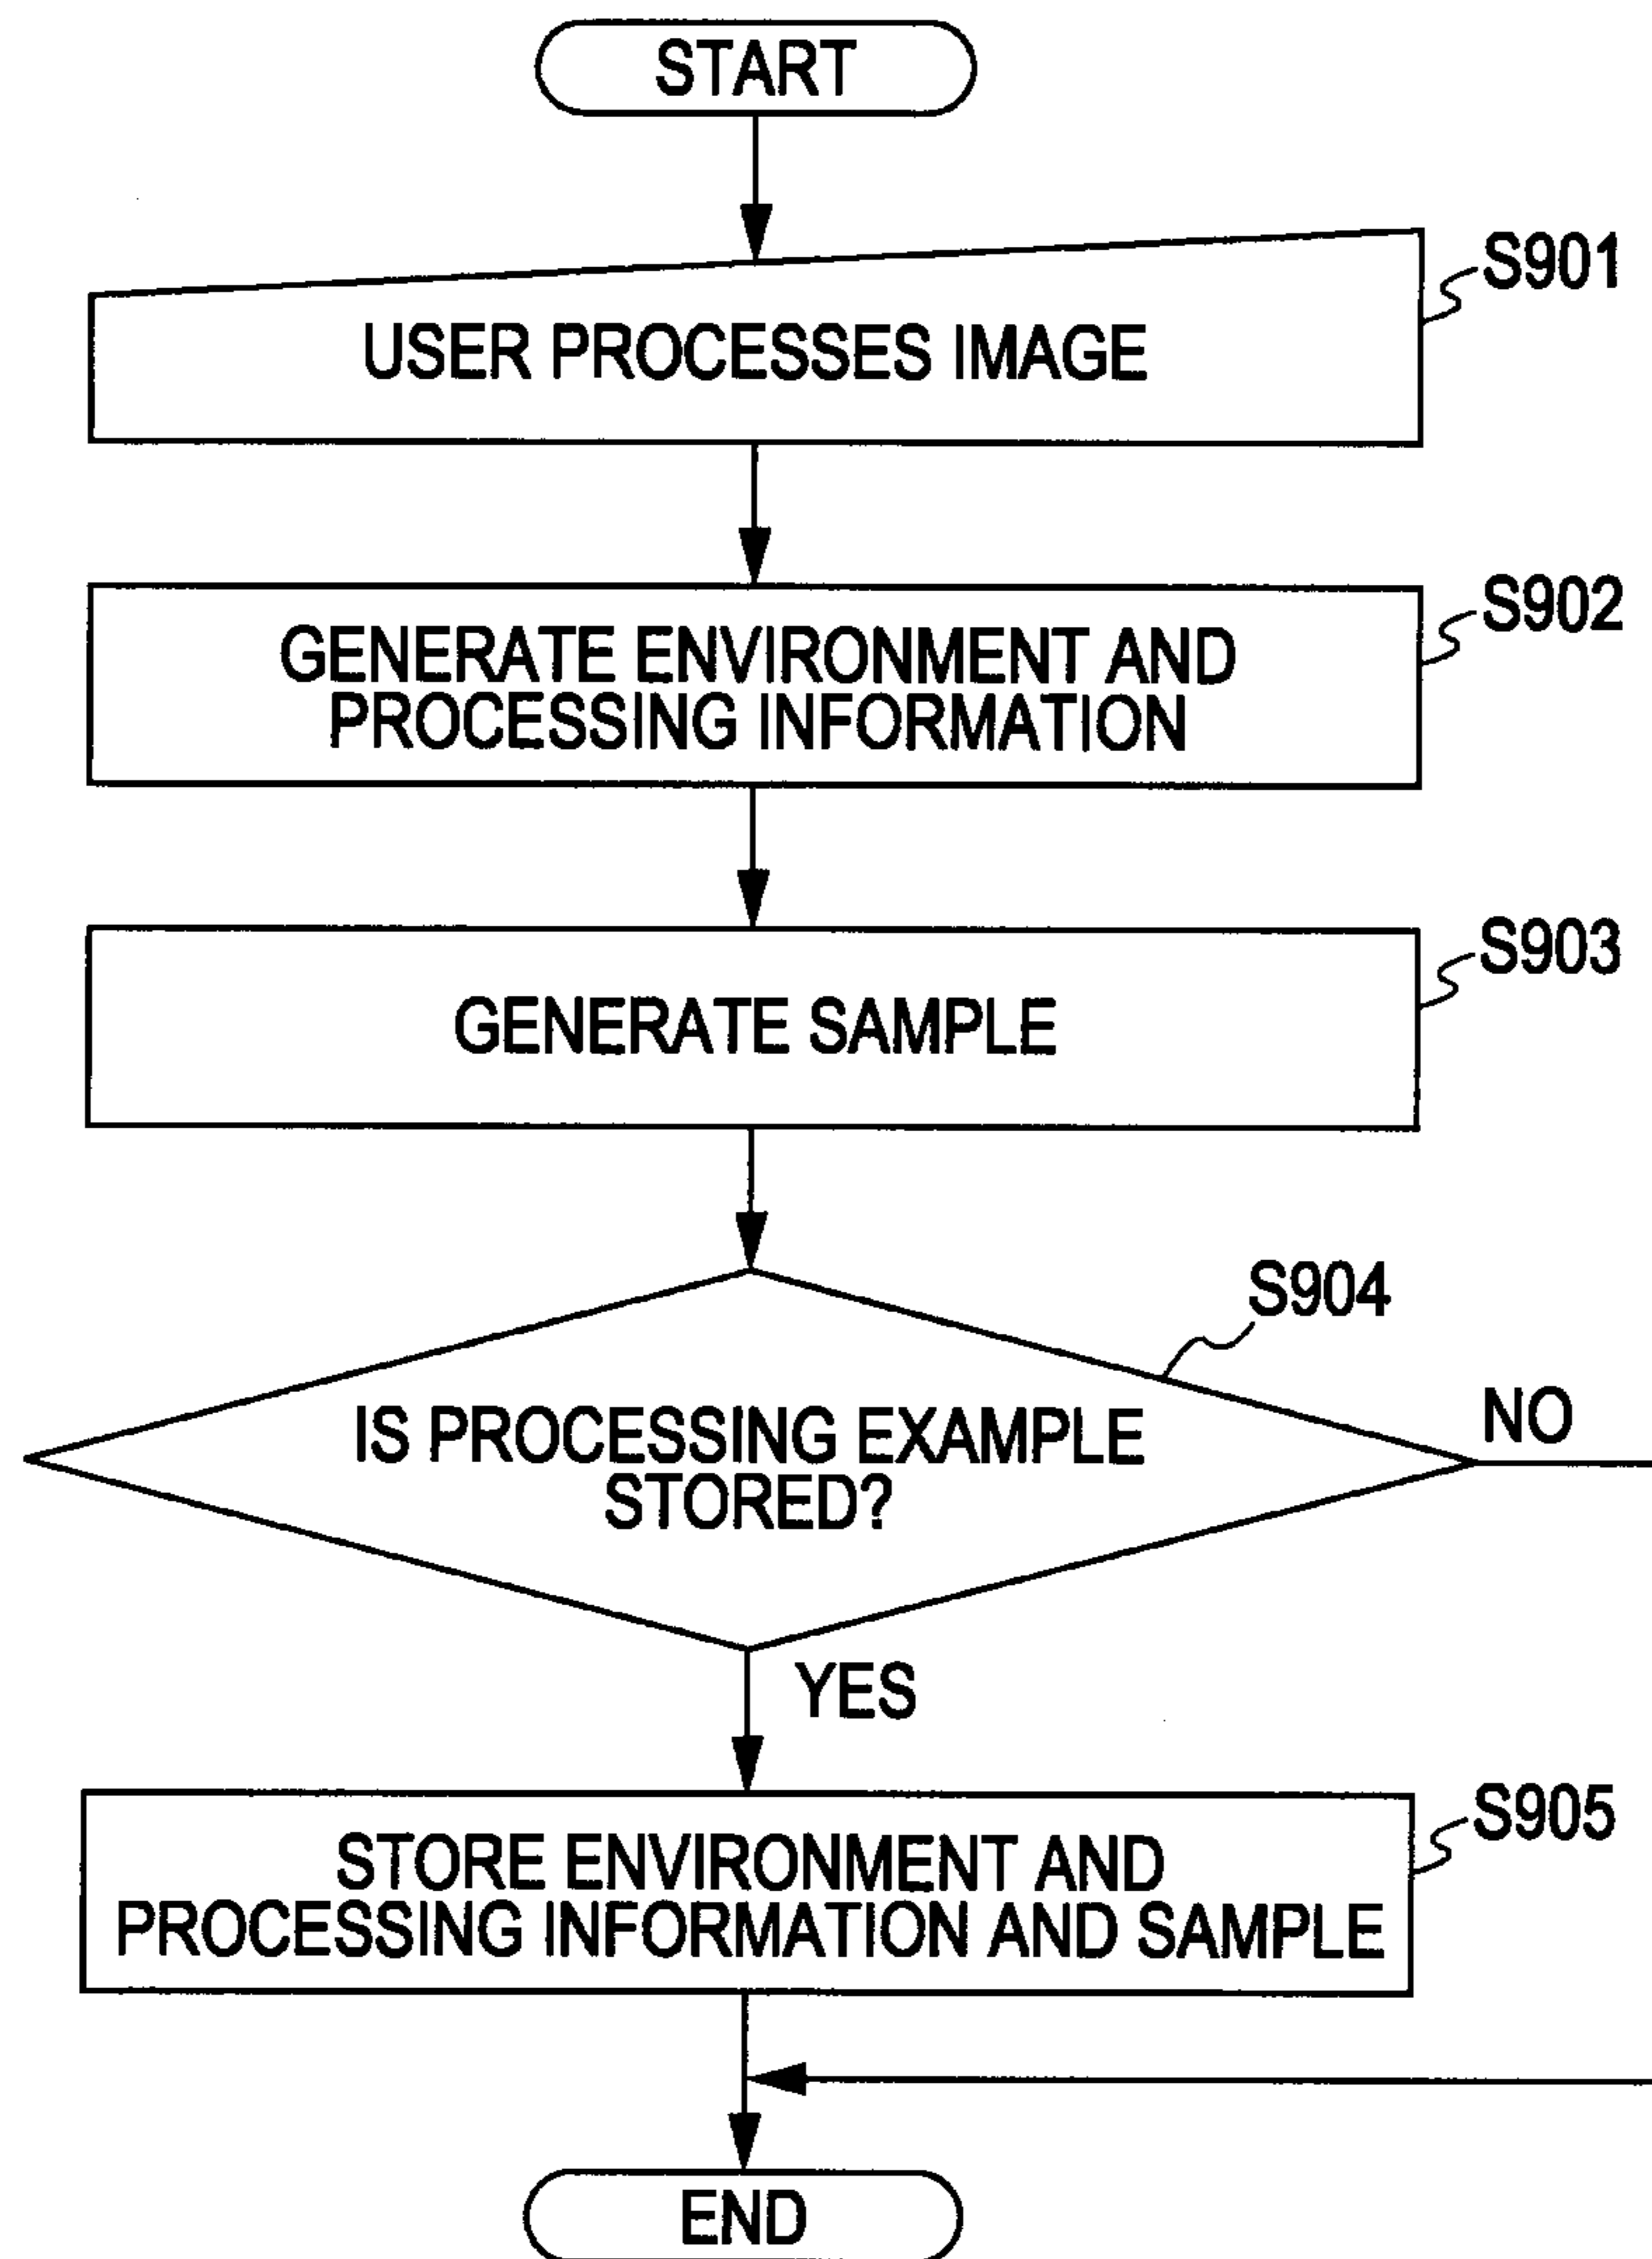 START
S901
USER PROCESSES IMAGE
S902
GENERATE ENVIRONMENT AND
PROCESSING INFORMATION
S903
GENERATE SAMPLE
S904
IS PROCESSING EXAMPLE
STORED?
NO
YES
S905
STORE ENVIRONMENT AND
PROCESSING INFORMATION AND SAMPLE
END